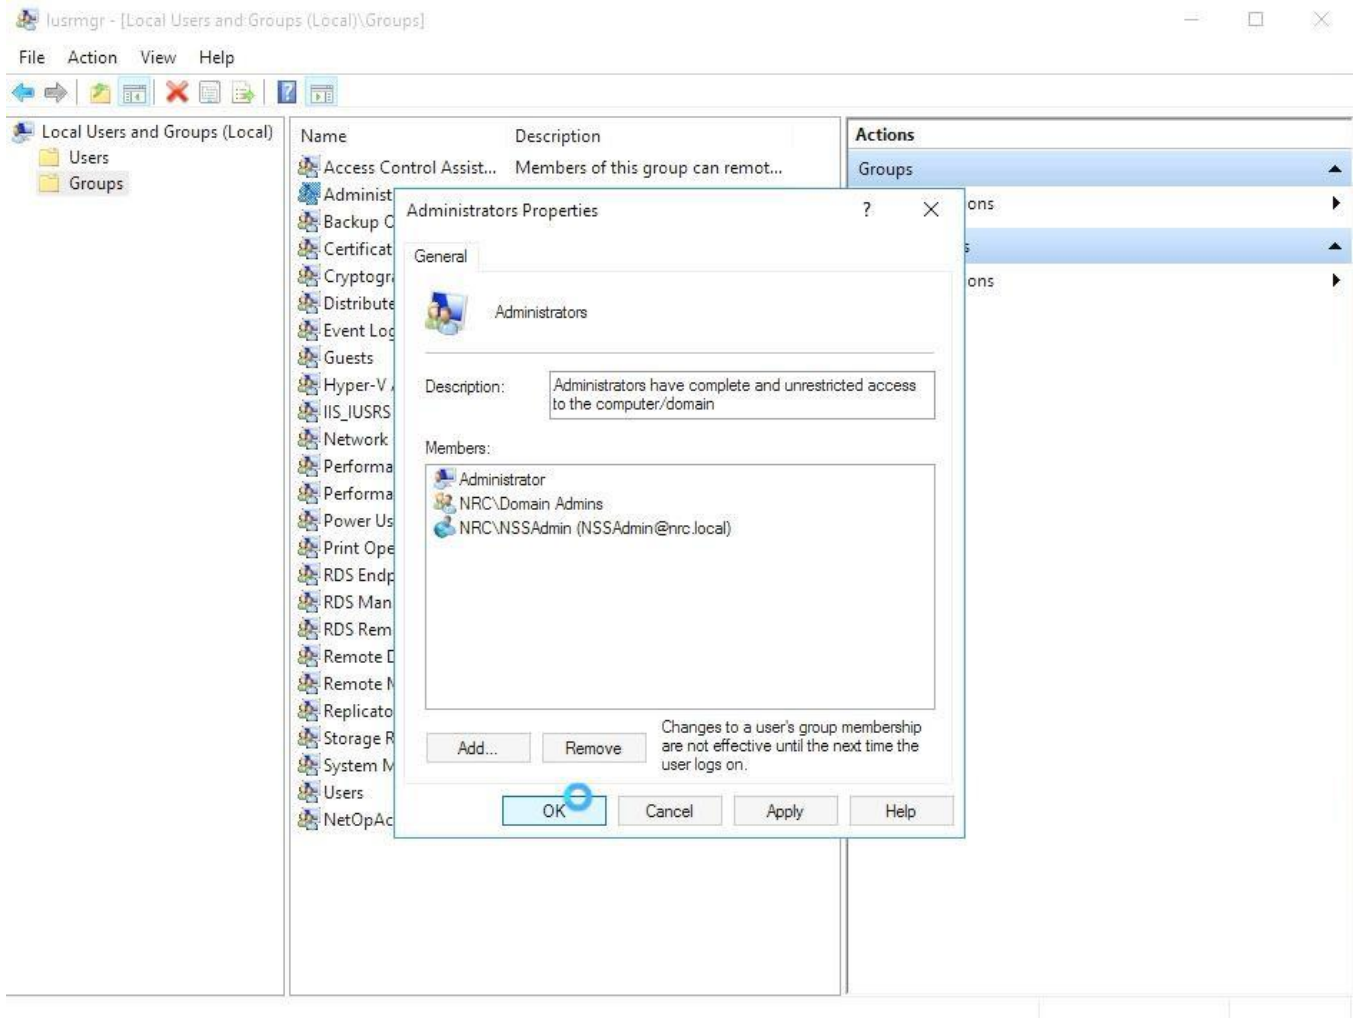 lusrmgr - [Local Users and Groups (Local)\Groups]
File Action View Help
Local Users and Groups (Local)
Users
Groups
Name Description
Access Control Assist... Members of this group can remot...
Administ
Backup O
Certificat
Cryptogra
Distribute
Event Log
Guests
Hyper-V A
IIS_IUSRS
Network
Performa
Performa
Power Us
Print Ope
RDS Endp
RDS Man
RDS Rem
Remote D
Remote M
Replicato
Storage R
System M
Users
NetOpAc
Administrators Properties
?
General
Administrators
Description:
Administrators have complete and unrestricted access
to the computer/domain
Members:
Administrator
NRC\Domain Admins
NRC\NSSAdmin (NSSAdmin@nrc.local)
Add...
Remove
Changes to a user's group membership
are not effective until the next time the
user logs on.
OK Cancel Apply Help
Actions
Groups
ons
s
ons